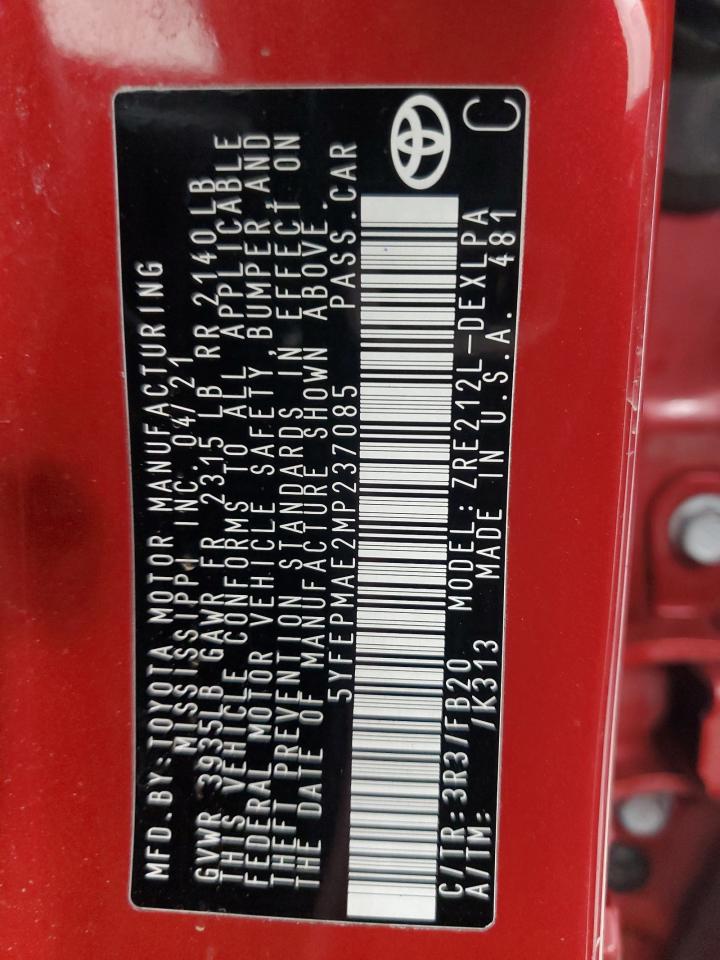 MFD.BY:TOYOTA MOTOR MANUFACTURING
MISSISSIPPI INC. 04/21
GVWR 3935LB GAWR FR 2315 LB RR 2140LB
THIS VEHICLE CONFORMS TO ALL APPLICABLE
FEDERAL MOTOR VEHICLE SAFETY,BUMPER,AND
THEFT PREVENTION STANDARDS IN EFFECT ON
THE DATE OF MANUFACTURE SHOWN ABOVE.
5YFEPMAE2MP237085 PASS.CAR
C/TR:3R3/FB20 MODEL:ZRE212L-DEXLPA
A/TM: /K313 MADE IN U.S.A. 481
C